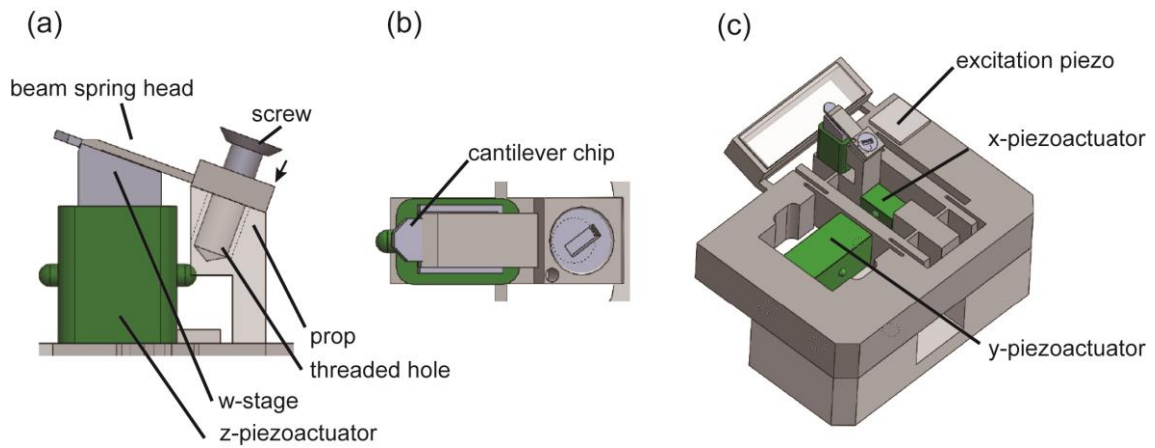 (a)
beam spring head
screw
prop
threaded hole
w-stage
z-piezoactuator
(b)
cantilever chip
(c)
excitation piezo
x-piezoactuator
y-piezoactuator